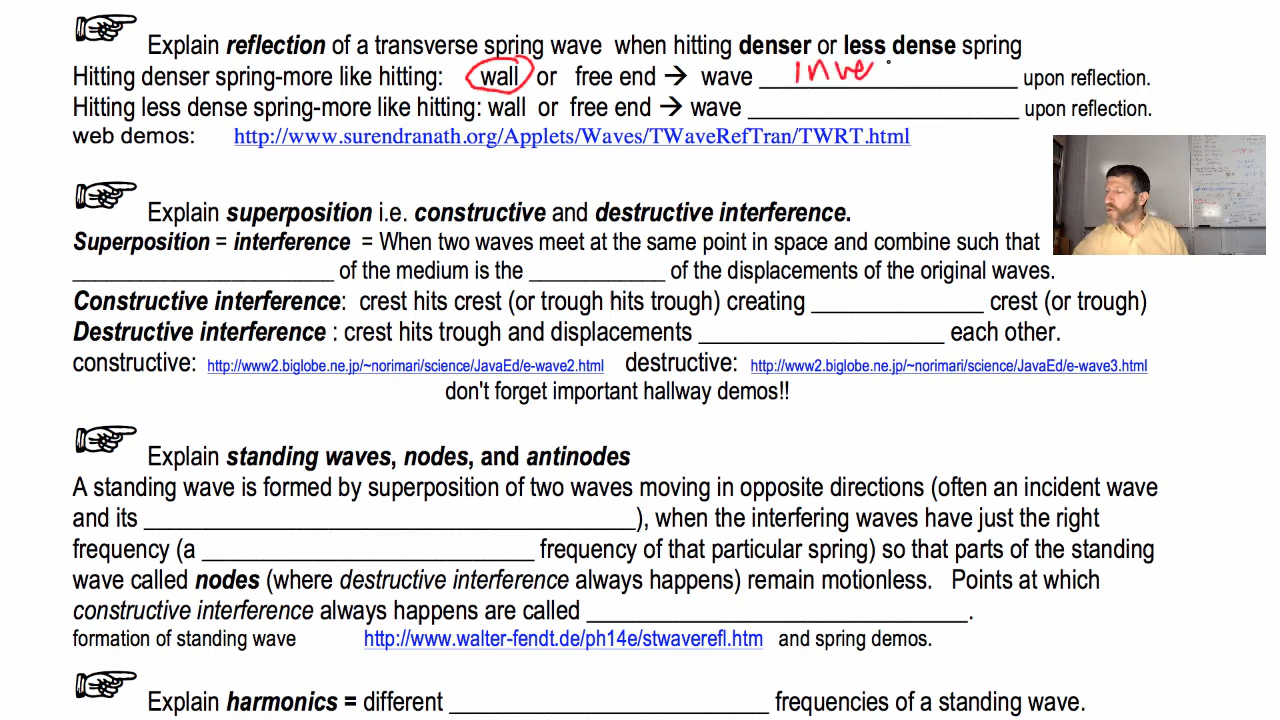 Explain reflection of a transverse spring wave when hitting denser or less dense spring
Hitting denser spring-more like hitting: wall or free end → wave inve____________ upon reflection.
Hitting less dense spring-more like hitting: wall or free end → wave ____________________ upon reflection.
web demos: http://www.surendranath.org/Applets/Waves/TWaveRefTran/TWRT.html
Explain superposition i.e. constructive and destructive interference.
Superposition = interference = When two waves meet at the same point in space and combine such that
____________________ of the medium is the __________ of the displacements of the original waves.
Constructive interference: crest hits crest (or trough hits trough) creating _____________ crest (or trough)
Destructive interference : crest hits trough and displacements __________________ each other.
constructive: http://www2.biglobe.ne.jp/~norimari/science/JavaEd/e-wave2.html destructive: http://www2.biglobe.ne.jp/~norimari/science/JavaEd/e-wave3.html
don't forget important hallway demos!!
Explain standing waves, nodes, and antinodes
A standing wave is formed by superposition of two waves moving in opposite directions (often an incident wave
and its ____________________________________), when the interfering waves have just the right
frequency (a ________________________ frequency of that particular spring) so that parts of the standing
wave called nodes (where destructive interference always happens) remain motionless. Points at which
constructive interference always happens are called ____________________________.
formation of standing wave http://www.walter-fendt.de/ph14e/stwaverefl.htm and spring demos.
Explain harmonics = different ________________________ frequencies of a standing wave.